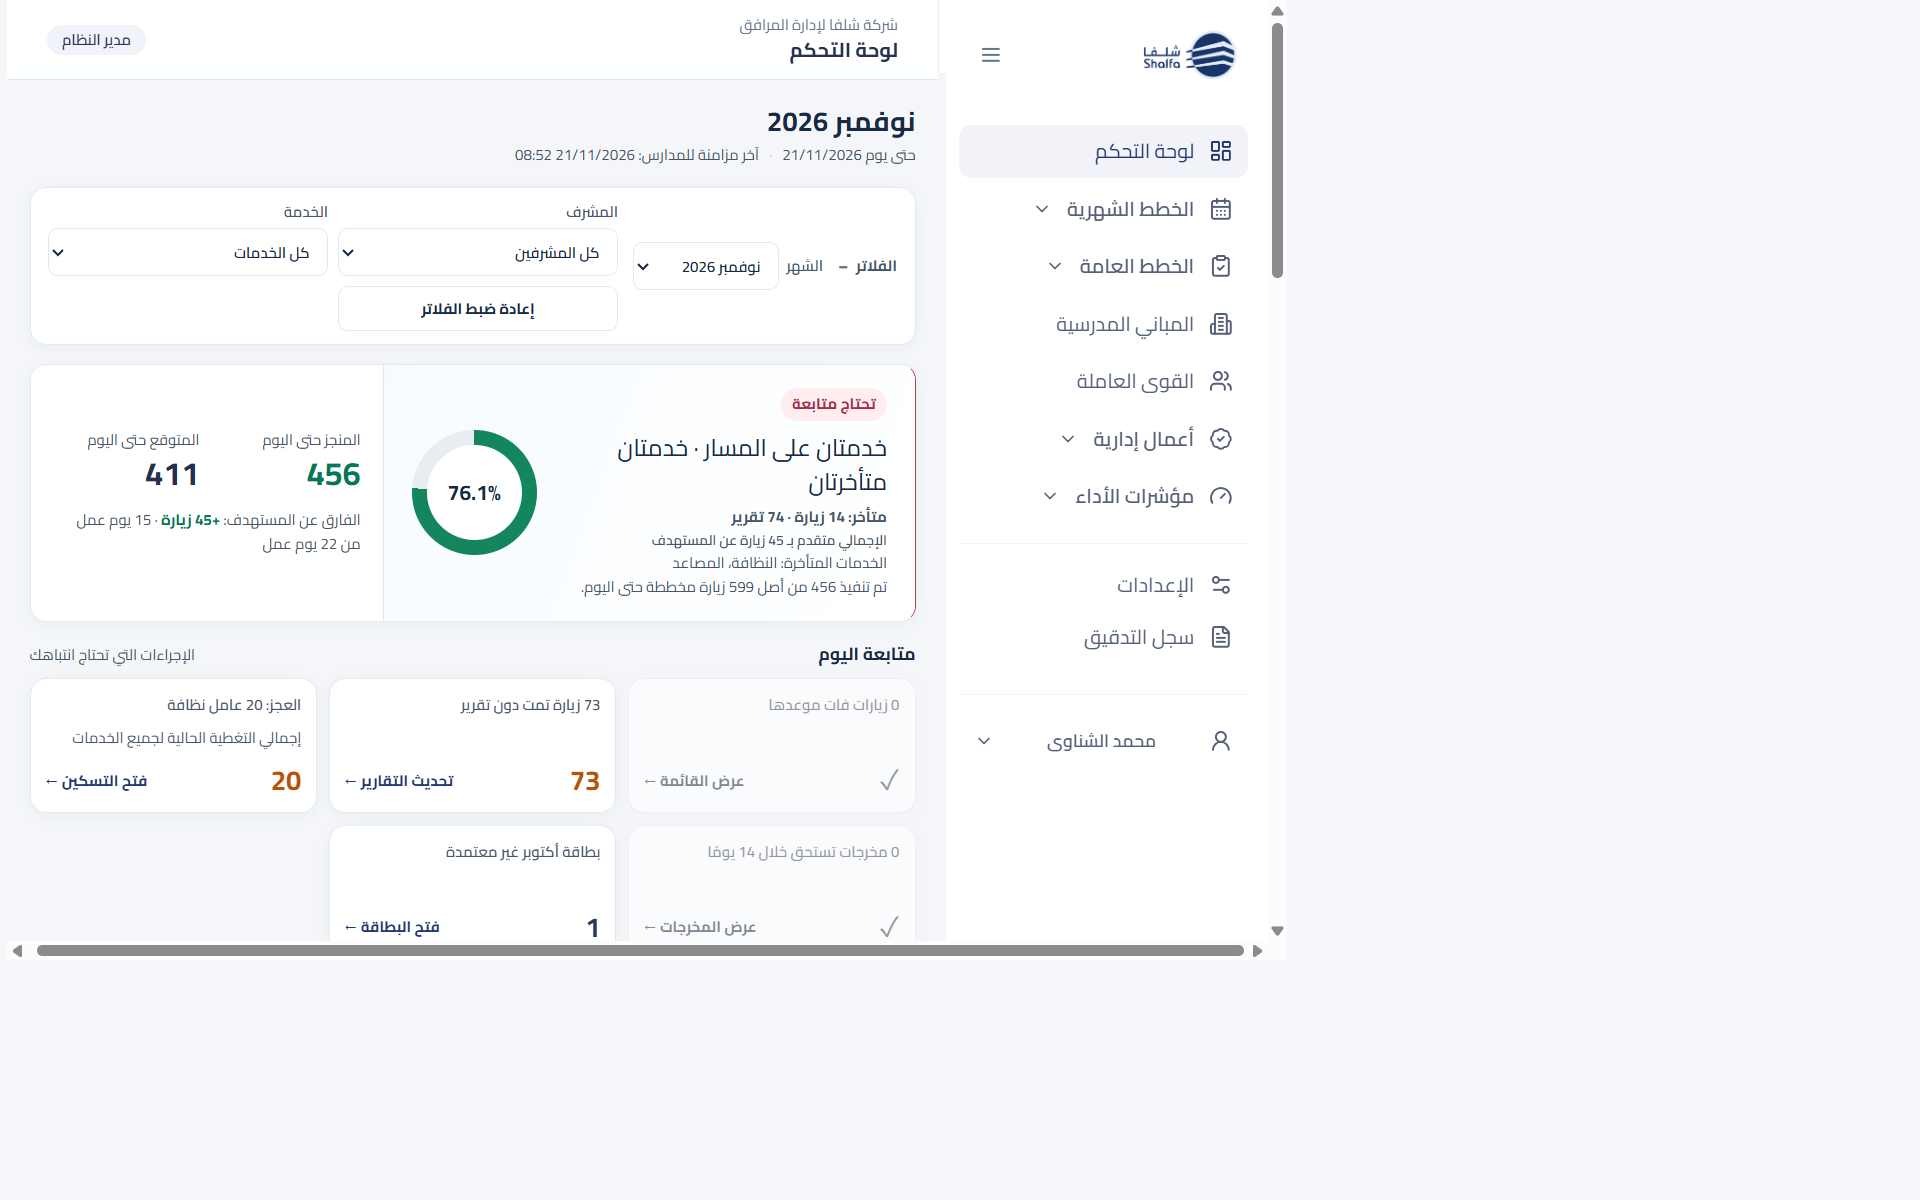 شلفا
Shalfa
لوحة التحكم
الخطط الشهرية
الخطط العامة
المباني المدرسية
القوى العاملة
أعمال إدارية
مؤشرات الأداء
الإعدادات
سجل التدقيق
محمد الشناوى
شركة شلفا لإدارة المرافق
لوحة التحكم
مدير النظام
نوفمبر 2026
حتى يوم 21/11/2026 · آخر مزامنة للمدارس: 21/11/2026 08:52
الفلاتر – الشهر
نوفمبر 2026
المشرف
كل المشرفين
الخدمة
كل الخدمات
إعادة ضبط الفلاتر
تحتاج متابعة
خدمتان على المسار · خدمتان
متأخرتان
متأخر: 14 زيارة · 74 تقرير
الإجمالي متقدم بـ 45 زيارة عن المستهدف
الخدمات المتأخرة: النظافة، المصاعد
تم تنفيذ 456 من أصل 599 زيارة مخططة حتى اليوم.
76.1%
المنجز حتى اليوم
456
المتوقع حتى اليوم
411
الفارق عن المستهدف: +45 زيارة · 15 يوم عمل
من 22 يوم عمل
متابعة اليوم
الإجراءات التي تحتاج انتباهك
0 زيارات فات موعدها
✓
عرض القائمة ←
73 زيارة تمت دون تقرير
73
تحديث التقارير ←
العجز: 20 عامل نظافة
إجمالي التغطية الحالية لجميع الخدمات
20
فتح التسكين ←
0 مخرجات تستحق خلال 14 يومًا
✓
عرض المخرجات ←
بطاقة أكتوبر غير معتمدة
1
فتح البطاقة ←